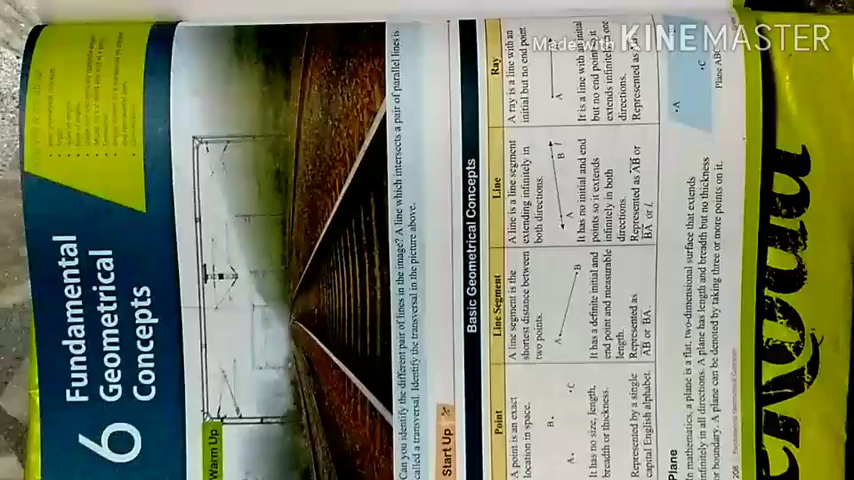 6
Fundamental
Geometrical
Concepts
Warm Up
Can you identify the different pair of lines in the image? A line which intersects a pair of parallel lines is
called a transversal. Identify the transversal in the picture above.
Start Up
Basic Geometrical Concepts
Point
A point is an exact
location in space.
A.
B.
C
It has no size, length,
breadth or thickness.
Represented by a single
capital English alphabet.
Line Segment
A line segment is the
shortest distance between
two points.
A
B
It has a definite initial and
end point and measurable
length.
Represented as
AB or BA.
Line
A line is a line segment
extending infinitely in
both directions.
A
B
l
It has no initial and end
points so it extends
infinitely in both
directions.
Represented as AB or
BA or l.
Ray
A ray is a line with an
initial but no end point.
A
It is a line with an initial
but no end point
extends infinitely in one
directions.
Represented as
Plane
In mathematics, a plane is a flat, two-dimensional surface that extends
infinitely in all directions. A plane has length and breadth but no thickness
or boundary. A plane can be denoted by taking three or more points on it.
A
C
Plane ABC
Fundamental Geometrical Concepts
Made with KINEMASTER